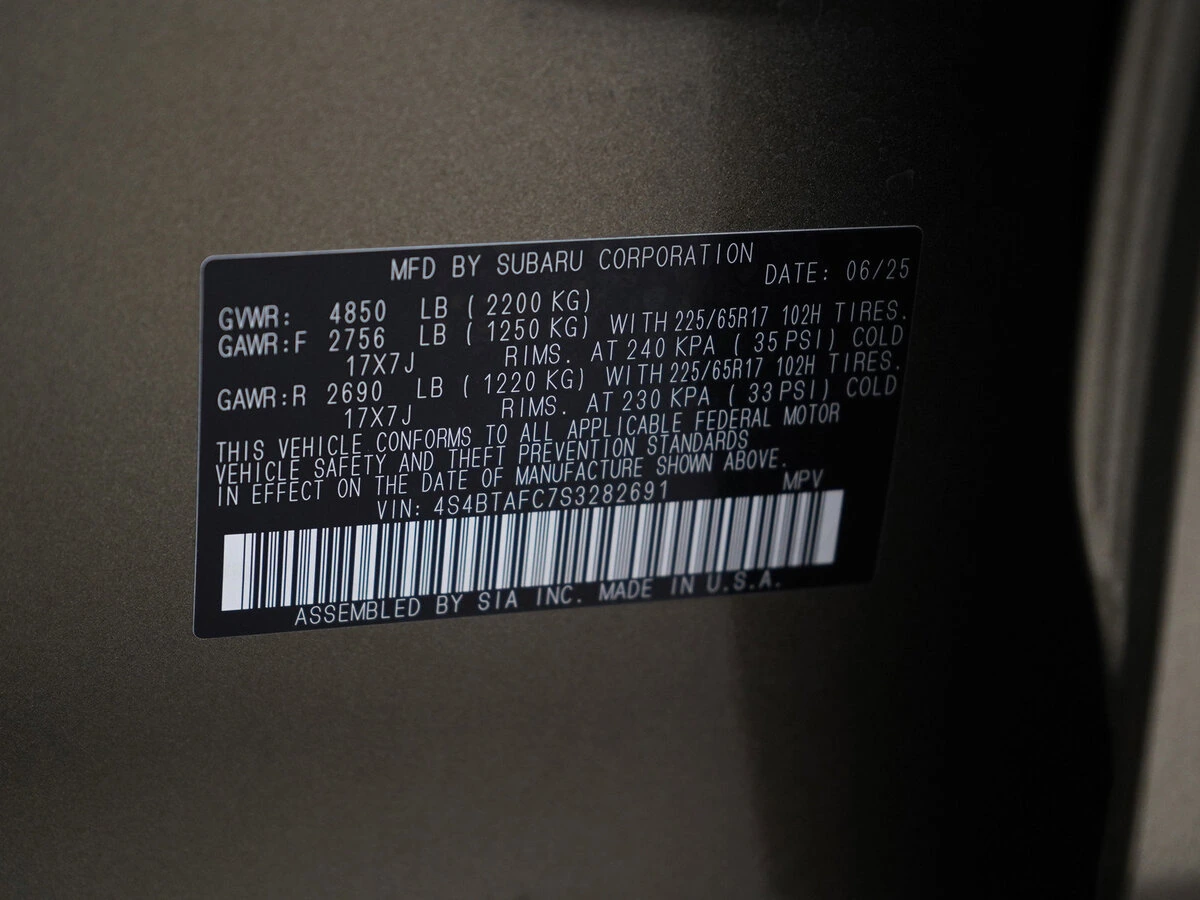 MFD BY SUBARU CORPORATION DATE: 06/25
GVWR: 4850 LB ( 2200 KG)
GAWR:F 2756 LB ( 1250 KG) WITH 225/65R17 102H TIRES.
17X7J RIMS. AT 240 KPA ( 35 PSI) COLD
GAWR:R 2690 LB ( 1220 KG) WITH 225/65R17 102H TIRES.
17X7J RIMS. AT 230 KPA ( 33 PSI) COLD
THIS VEHICLE CONFORMS TO ALL APPLICABLE FEDERAL MOTOR
VEHICLE SAFETY AND THEFT PREVENTION STANDARDS
IN EFFECT ON THE DATE OF MANUFACTURE SHOWN ABOVE.
VIN: 4S4BTAFC7S3282691 MPV
ASSEMBLED BY SIA INC. MADE IN U.S.A.